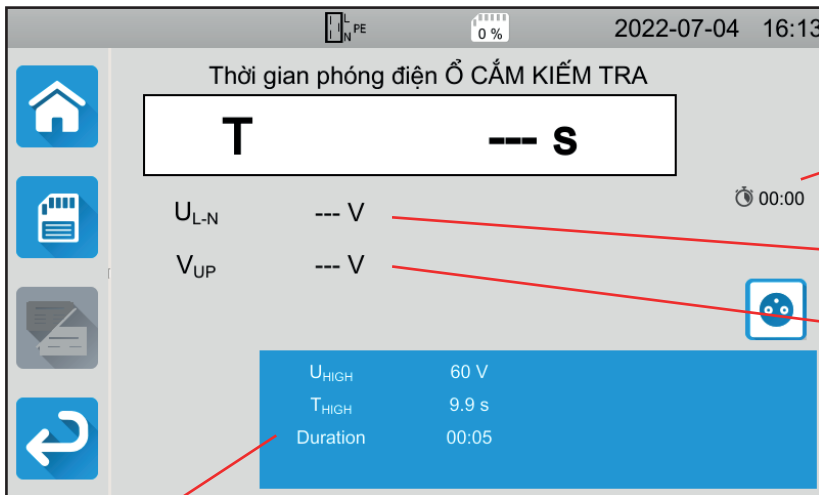 L
N PE
0 % 2022-07-04 16:13
Thời gian phóng điện Ổ CẮM KIẾM TRA
T --- s
00:00
UL-N --- V
VUP --- V
UHIGH 60 V
THIGH 9.9 s
Duration 00:05